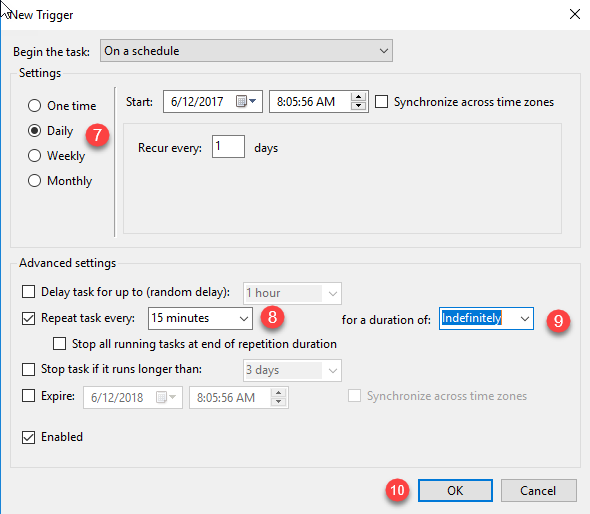 New Trigger
Begin the task: On a schedule
Settings
One time
Start: 6/12/2017 8:05:56 AM Synchronize across time zones
Daily
7
Recur every: 1 days
Weekly
Monthly
Advanced settings
Delay task for up to (random delay): 1 hour
Repeat task every: 15 minutes 8 for a duration of: Indefinitely 9
Stop all running tasks at end of repetition duration
Stop task if it runs longer than: 3 days
Expire: 6/12/2018 8:05:56 AM Synchronize across time zones
Enabled
10 OK Cancel